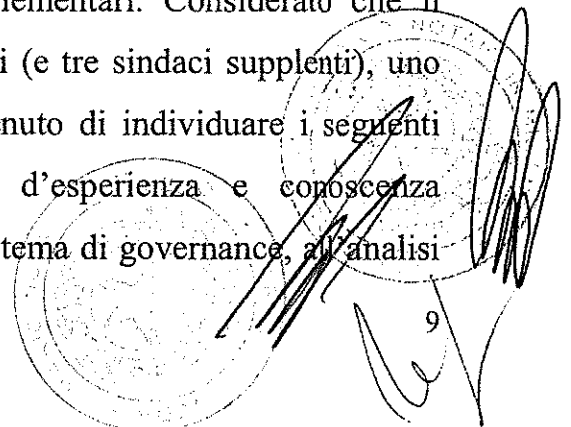 lementari. Considerato che il
i (e tre sindaci supplenti), uno
nuto di individuare i seguenti
d'esperienza e conoscenza
tema di governance, all'analisi
9